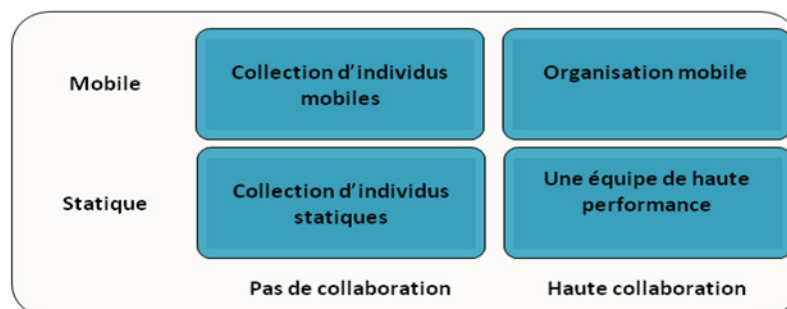 Mobile
Collection d'individus
mobiles
Organisation mobile
Statique
Collection d'individus
statiques
Une équipe de haute
performance
Pas de collaboration
Haute collaboration